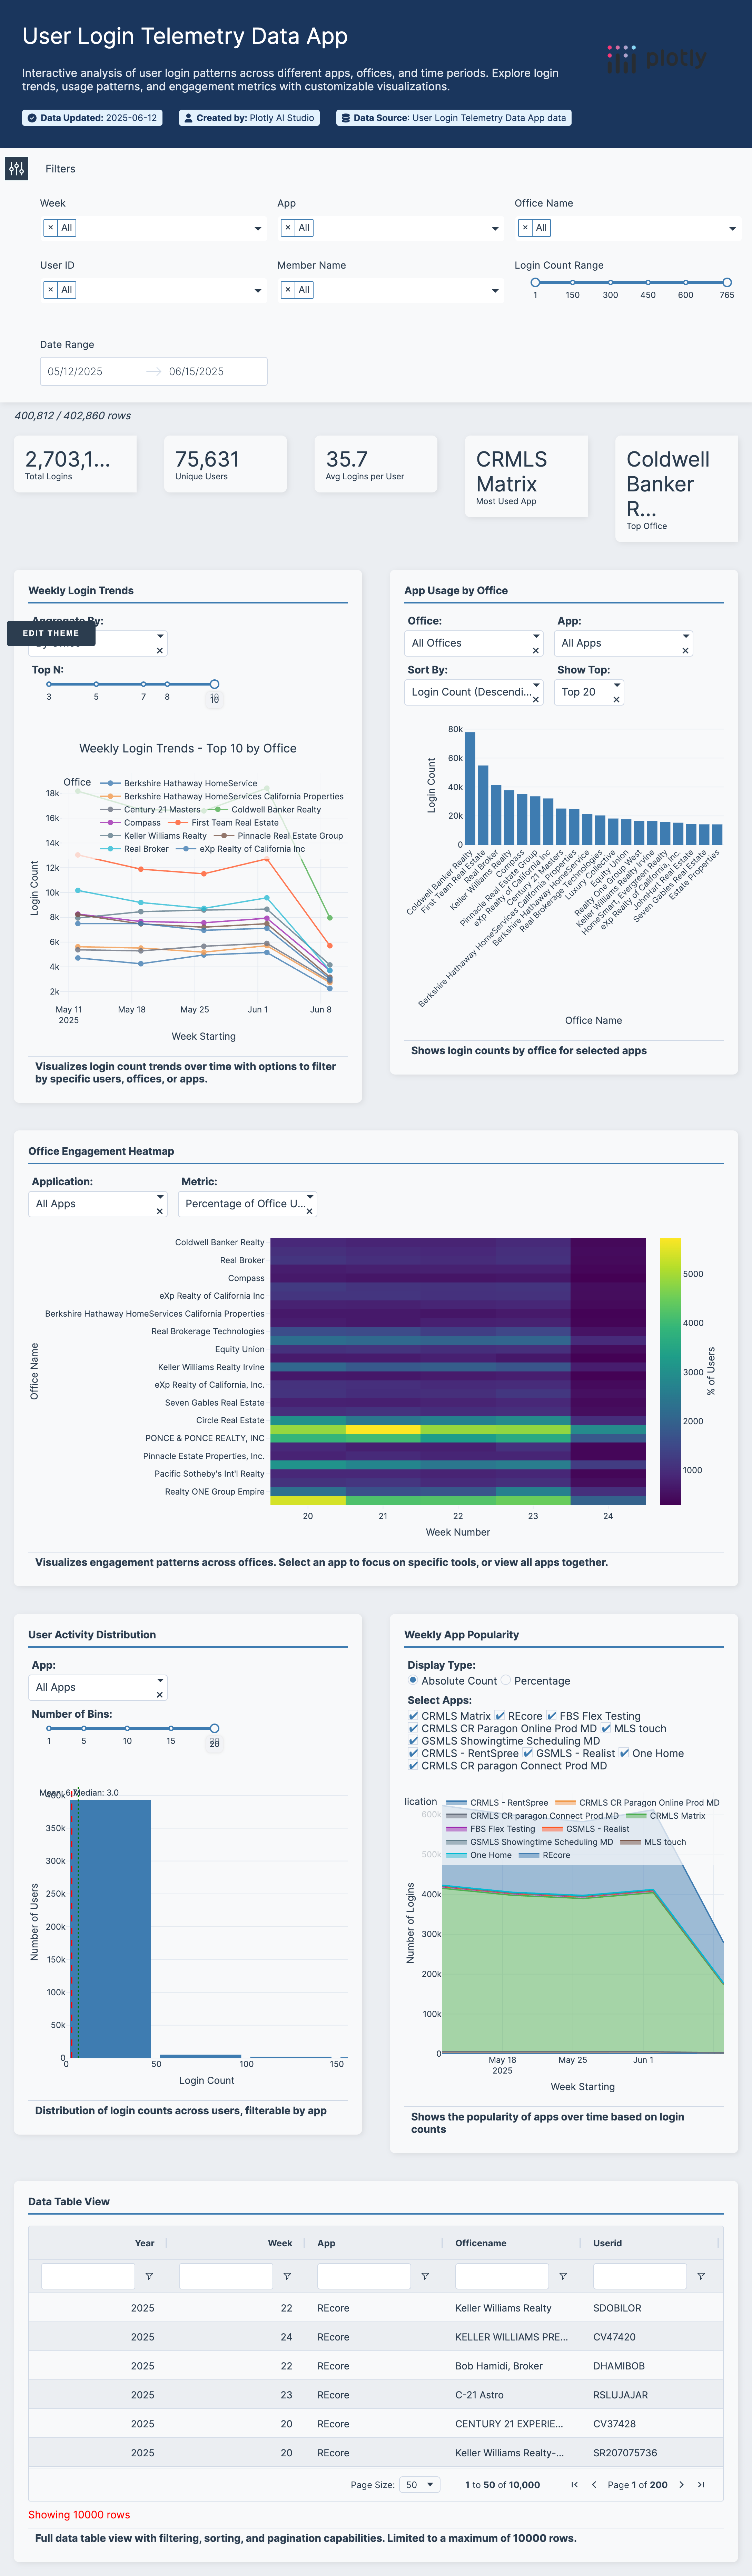 User Login Telemetry Data App
plotly
Interactive analysis of user login patterns across different apps, offices, and time periods. Explore login
trends, usage patterns, and engagement metrics with customizable visualizations.
Data Updated: 2025-06-12
Created by: Plotly AI Studio
Data Source: User Login Telemetry Data App data
Filters
Week
App
Office Name
× All
× All
× All
User ID
Member Name
Login Count Range
× All
× All
1 150 300 450 600 765
Date Range
05/12/2025 → 06/15/2025
400,812 / 402,860 rows
2,703,1...
Total Logins
75,631
Unique Users
35.7
Avg Logins per User
CRMLS
Matrix
Most Used App
Coldwell
Banker
R...
Top Office
Weekly Login Trends
EDIT THEME
Top N:
3 5 7 8 10
10
Weekly Login Trends - Top 10 by Office
Office
Berkshire Hathaway HomeService
Berkshire Hathaway HomeServices California Properties
Century 21 Masters
Coldwell Banker Realty
Compass
First Team Real Estate
Keller Williams Realty
Pinnacle Real Estate Group
Real Broker
eXp Realty of California Inc
18k
16k
14k
12k
10k
8k
6k
4k
2k
Login Count
May 11
2025
May 18
May 25
Jun 1
Jun 8
Week Starting
Visualizes login count trends over time with options to filter
by specific users, offices, or apps.
App Usage by Office
Office:
App:
All Offices ×
All Apps ×
Sort By:
Show Top:
Login Count (Descendi... ×
Top 20 ×
80k
60k
40k
20k
0
Login Count
Coldwell Banker Realty
First Team Real Estate
Real Broker
Keller Williams Realty
Compass
Pinnacle Real Estate Group
eXp Realty of California Inc
Century 21 Masters
Berkshire Hathaway HomeServices California Properties
Berkshire Hathaway HomeService
Real Brokerage Technologies
Luxury Collective
Equity Union
Realty One Group West
Keller Williams Realty Irvine
HomeSmart, Evergreen Realty
eXp Realty of California, Inc.
JohnHart Real Estate
Seven Gables Real Estate
Estate Properties
Office Name
Shows login counts by office for selected apps
Office Engagement Heatmap
Application:
Metric:
All Apps ×
Percentage of Office U... ×
Coldwell Banker Realty
Real Broker
Compass
eXp Realty of California Inc
Berkshire Hathaway HomeServices California Properties
Real Brokerage Technologies
Equity Union
Keller Williams Realty Irvine
eXp Realty of California, Inc.
Seven Gables Real Estate
Circle Real Estate
PONCE & PONCE REALTY, INC
Pinnacle Estate Properties, Inc.
Pacific Sotheby's Int'l Realty
Realty ONE Group Empire
Office Name
20 21 22 23 24
Week Number
5000
4000
3000
2000
1000
% of Users
Visualizes engagement patterns across offices. Select an app to focus on specific tools, or view all apps together.
User Activity Distribution
App:
All Apps ×
Number of Bins:
1 5 10 15 20
20
Median: 3.0
400k
350k
300k
250k
200k
150k
100k
50k
0
Number of Users
0 50 100 150
Login Count
Distribution of login counts across users, filterable by app
Weekly App Popularity
Display Type:
Absolute Count Percentage
Select Apps:
CRMLS Matrix REcore FBS Flex Testing
CRMLS CR Paragon Online Prod MD MLS touch
GSMLS Showingtime Scheduling MD
CRMLS - RentSpree GSMLS - Realist One Home
CRMLS CR paragon Connect Prod MD
lication
CRMLS - RentSpree
CRMLS CR Paragon Online Prod MD
CRMLS CR paragon Connect Prod MD
CRMLS Matrix
FBS Flex Testing
GSMLS - Realist
GSMLS Showingtime Scheduling MD
MLS touch
One Home
REcore
600k
500k
400k
300k
200k
100k
0
Number of Logins
May 18
2025
May 25
Jun 1
Week Starting
Shows the popularity of apps over time based on login
counts
Data Table View
Year Week App Officename Userid
2025 22 REcore Keller Williams Realty SDOBILOR
2025 24 REcore KELLER WILLIAMS PRE... CV47420
2025 22 REcore Bob Hamidi, Broker DHAMIBOB
2025 23 REcore C-21 Astro RSLUJAJAR
2025 20 REcore CENTURY 21 EXPERIE... CV37428
2025 20 REcore Keller Williams Realty-... SR207075736
Page Size: 50
1 to 50 of 10,000
Page 1 of 200
Showing 10000 rows
Full data table view with filtering, sorting, and pagination capabilities. Limited to a maximum of 10000 rows.